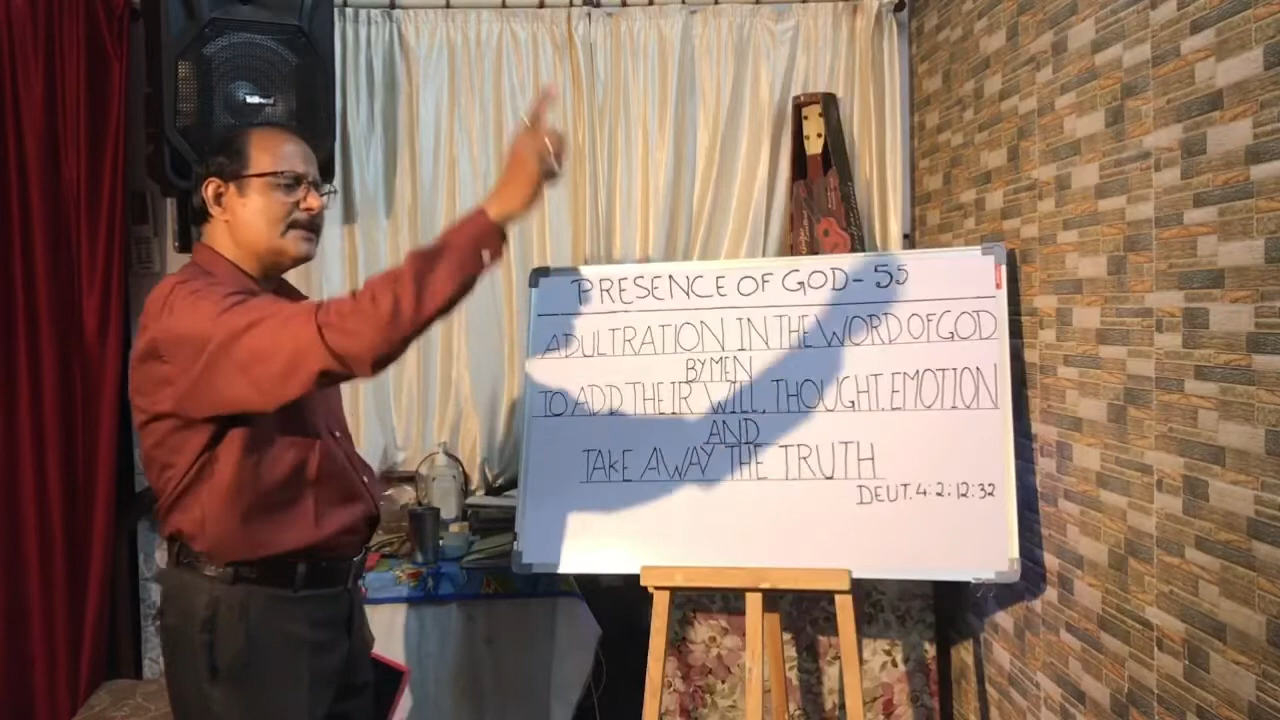 PRESENCE OF GOD - 55
ADULTRATION IN THE WORD OF GOD
BY MEN
TO ADD THEIR WILL, THOUGHT, EMOTION
AND
TAKE AWAY THE TRUTH
DEUT. 4:2:12:32